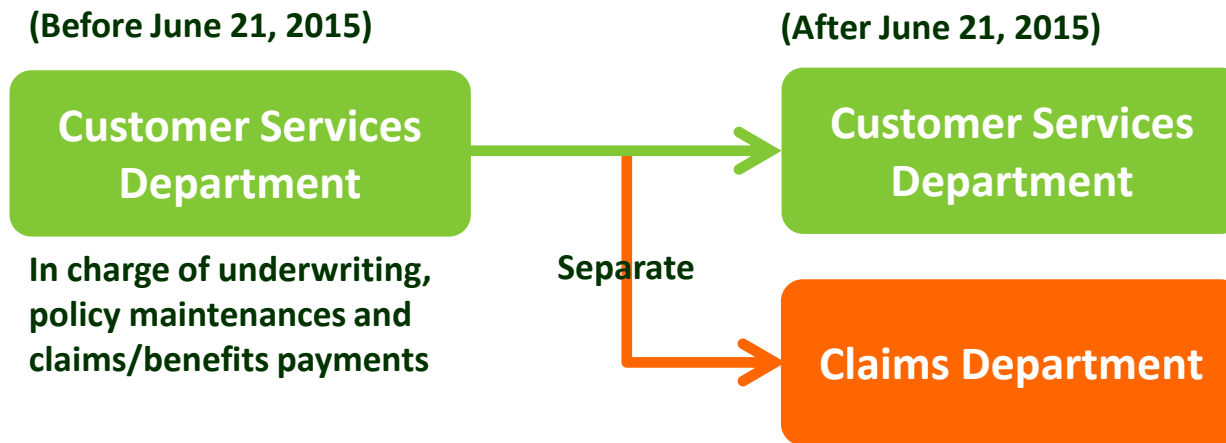 (Before June 21, 2015)
(After June 21, 2015)
Customer Services
Department
Customer Services
Department
In charge of underwriting,
policy maintenances and
claims/benefits payments
Separate
Claims Department